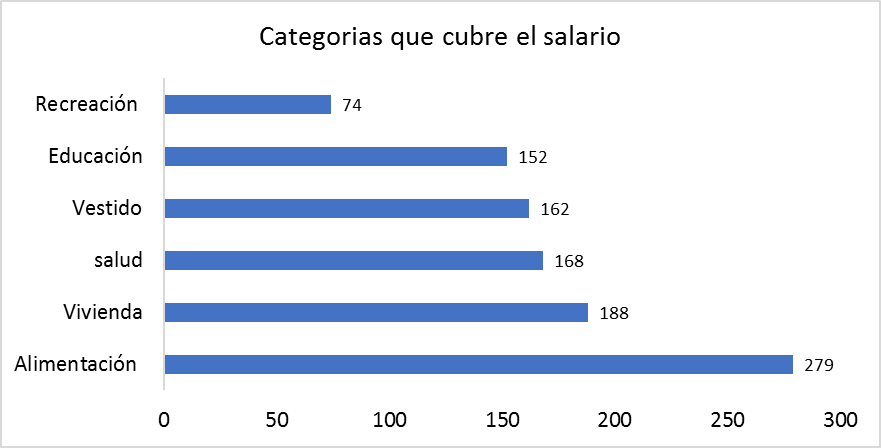 Categorias que cubre el salario
Recreación 74
Educación 152
Vestido 162
salud 168
Vivienda 188
Alimentación 279
0 50 100 150 200 250 300